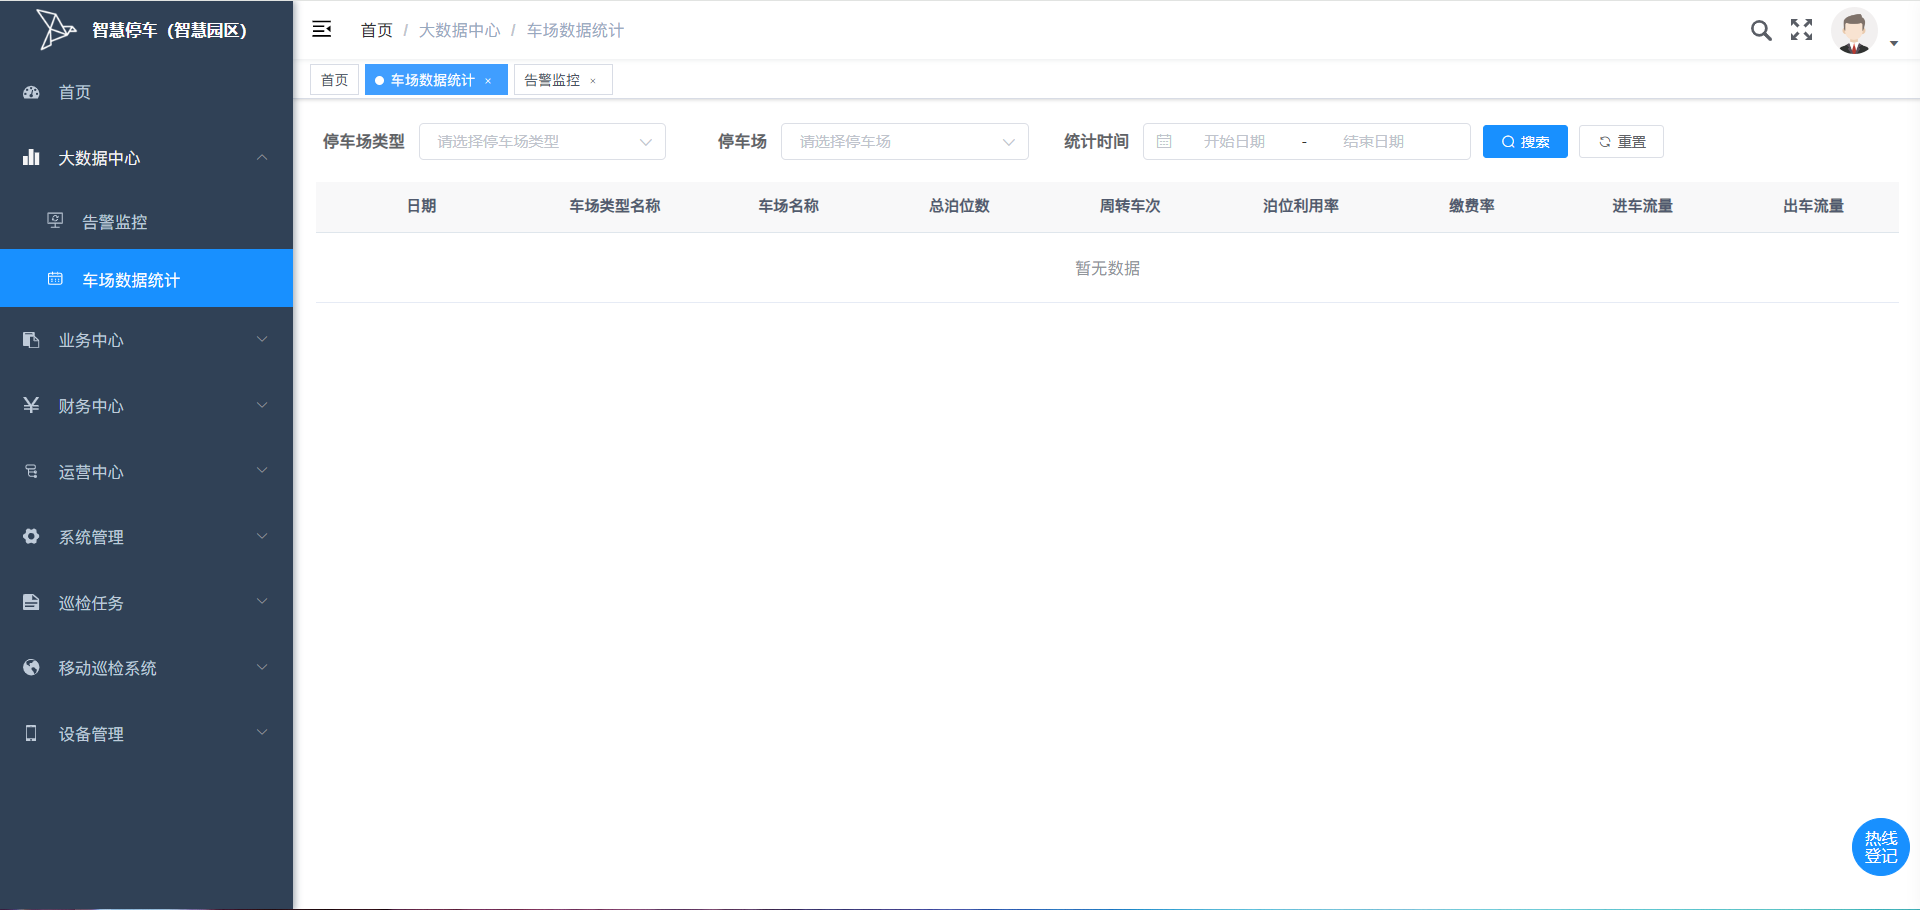 智慧停车（智慧园区）
首页
大数据中心
告警监控
车场数据统计
业务中心
财务中心
运营中心
系统管理
巡检任务
移动巡检系统
设备管理
首页 / 大数据中心 / 车场数据统计
首页 车场数据统计 × 告警监控 ×
停车场类型 请选择停车场类型 停车场 请选择停车场 统计时间 开始日期 - 结束日期 搜索 重置
日期 车场类型名称 车场名称 总泊位数 周转车次 泊位利用率 缴费率 进车流量 出车流量
暂无数据
热线
登记